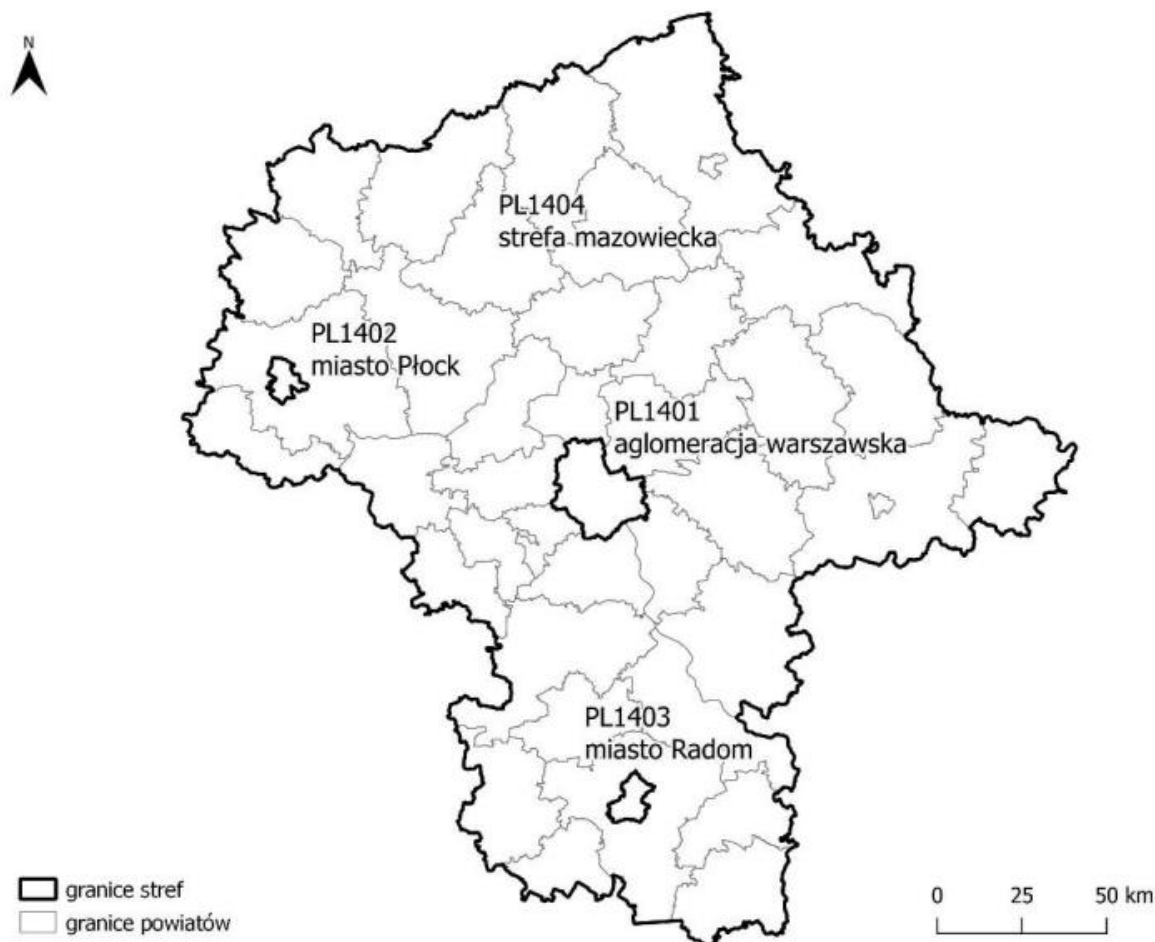 N
PL1404
strefa mazowiecka
PL1402
miasto Płock
PL1401
aglomeracja warszawska
PL1403
miasto Radom
granice stref
granice powiatów
0 25 50 km